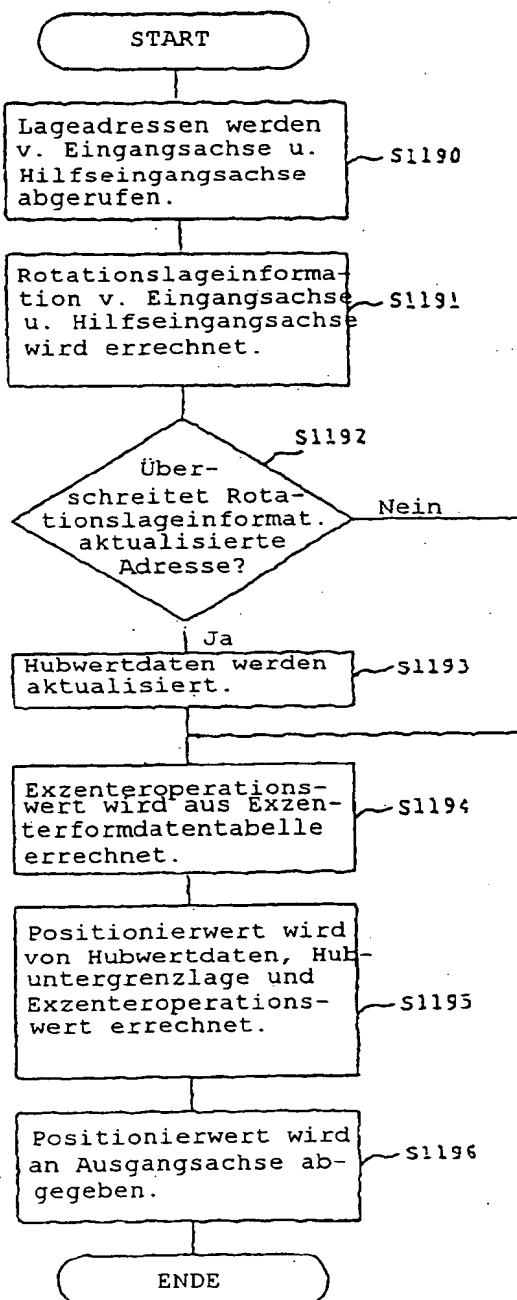 START
Lageadressen werden
v. Eingangsachse u.
Hilfseingangsachse
abgerufen.
S1190
Rotationslageinforma-
tion v. Eingangsachse
u. Hilfseingangsachse
wird errechnet.
S1191
S1192
Über-
schreitet Rota-
tionslageinformat.
aktualisierte
Adresse?
Nein
Ja
Hubwertdaten werden
aktualisiert.
S1193
Exzenteroperations-
wert wird aus Exzen-
terformdatentabelle
errechnet.
S1194
Positionierwert wird
von Hubwertdaten, Hub-
untergrenzlage und
Exzenteroperations-
wert errechnet.
S1195
Positionierwert wird
an Ausgangsachse ab-
gegeben.
S1196
ENDE